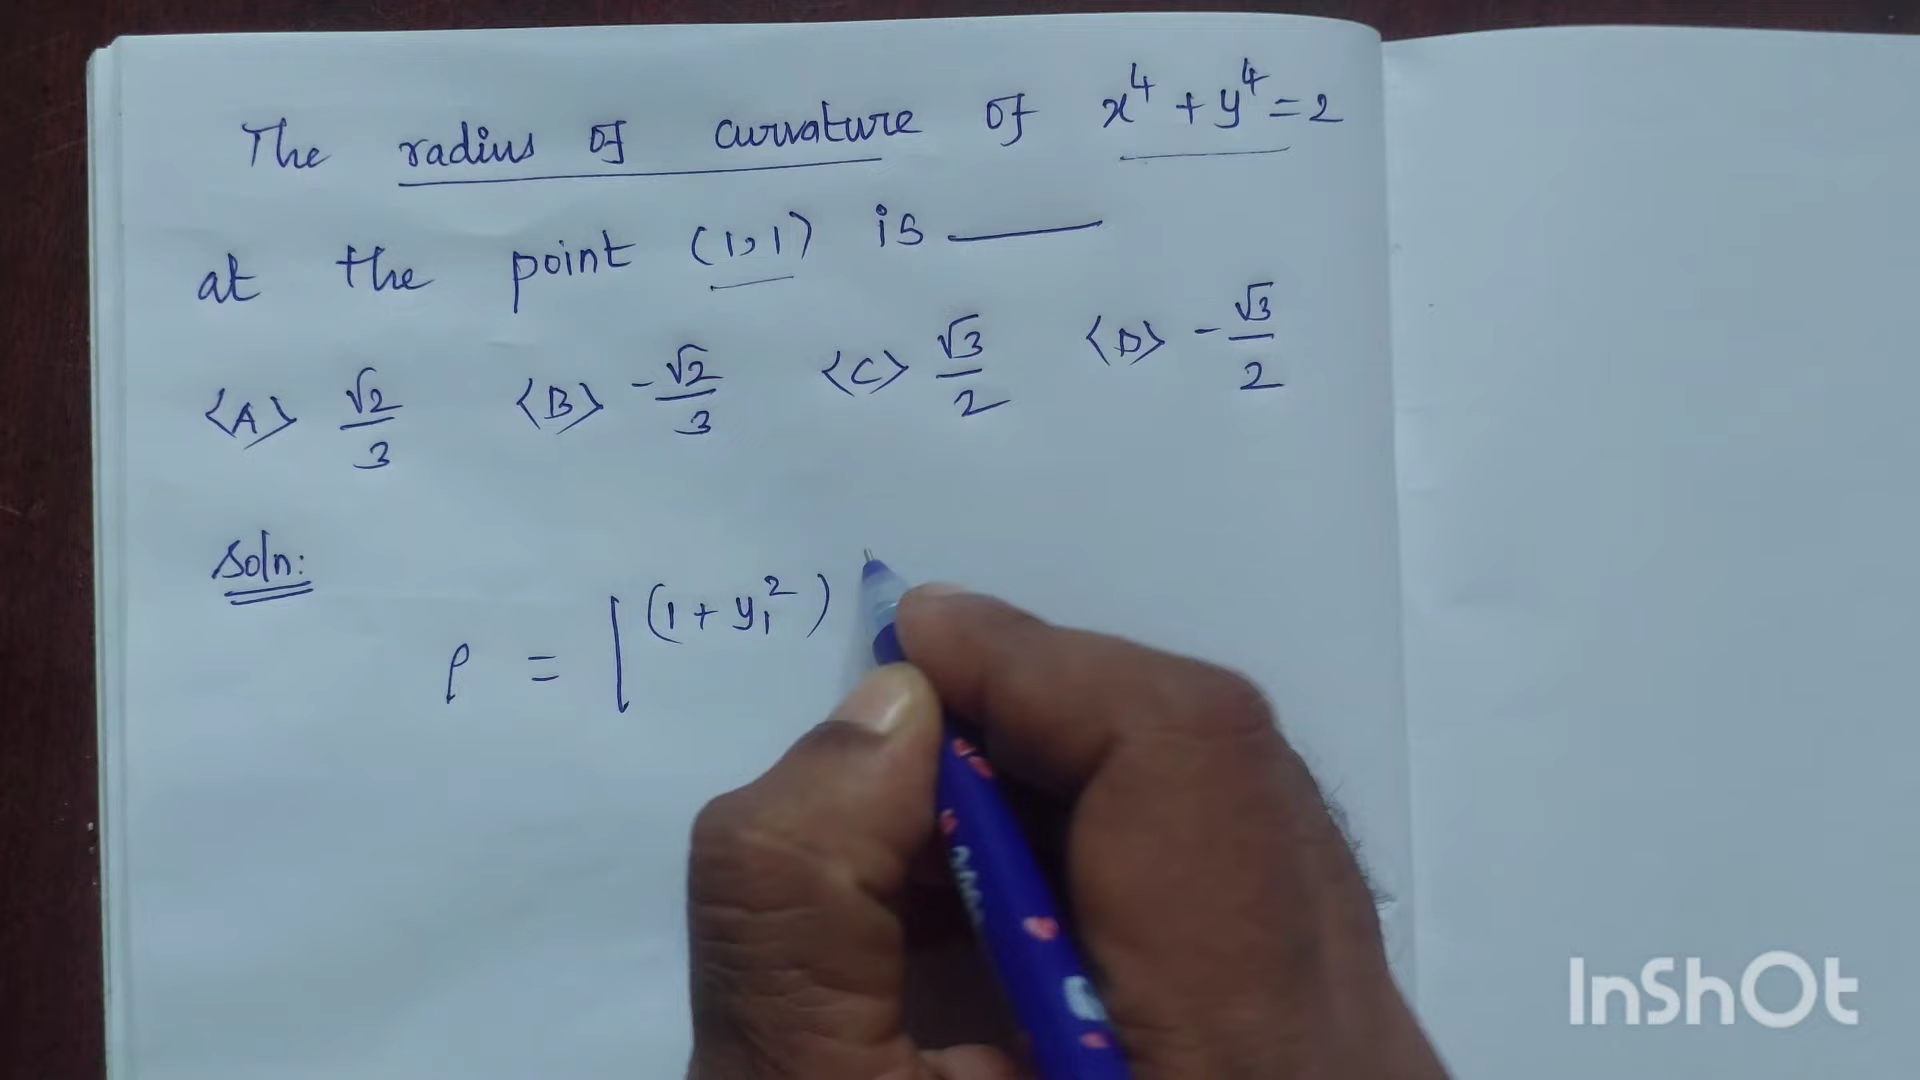 The radius of curvature of x⁴ + y⁴ = 2
at the point (1,1) is ———
<A> √2/3 <B> -√2/3 <C> √3/2 <D> -√3/2
Soln:
ρ = |(1 + y₁²)
InShOt